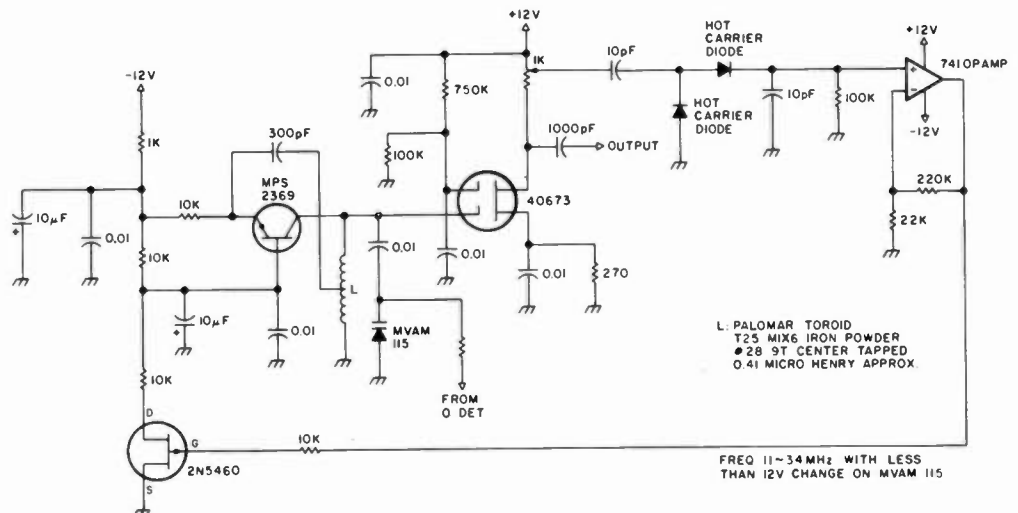 +12V
HOT
CARRIER
DIODE
+12V
-12V
10pF
741OPAMP
1K
0.01
750K
+
-
10pF
100K
HOT
CARRIER
DIODE
-12V
300pF
1K
100K
1000pF
OUTPUT
MPS
2369
220K
40673
22K
10µF
+
0.01
10K
0.01
0.01
0.01
270
10K
L
10µF
+
0.01
MVAM
115
L: PALOMAR TOROID
T25 MIX6 IRON POWDER
#28 9T CENTER TAPPED
0.41 MICRO HENRY APPROX.
10K
FROM
O DET
D
G
10K
2N5460
S
FREQ 11~34MHz WITH LESS
THAN 12V CHANGE ON MVAM 115